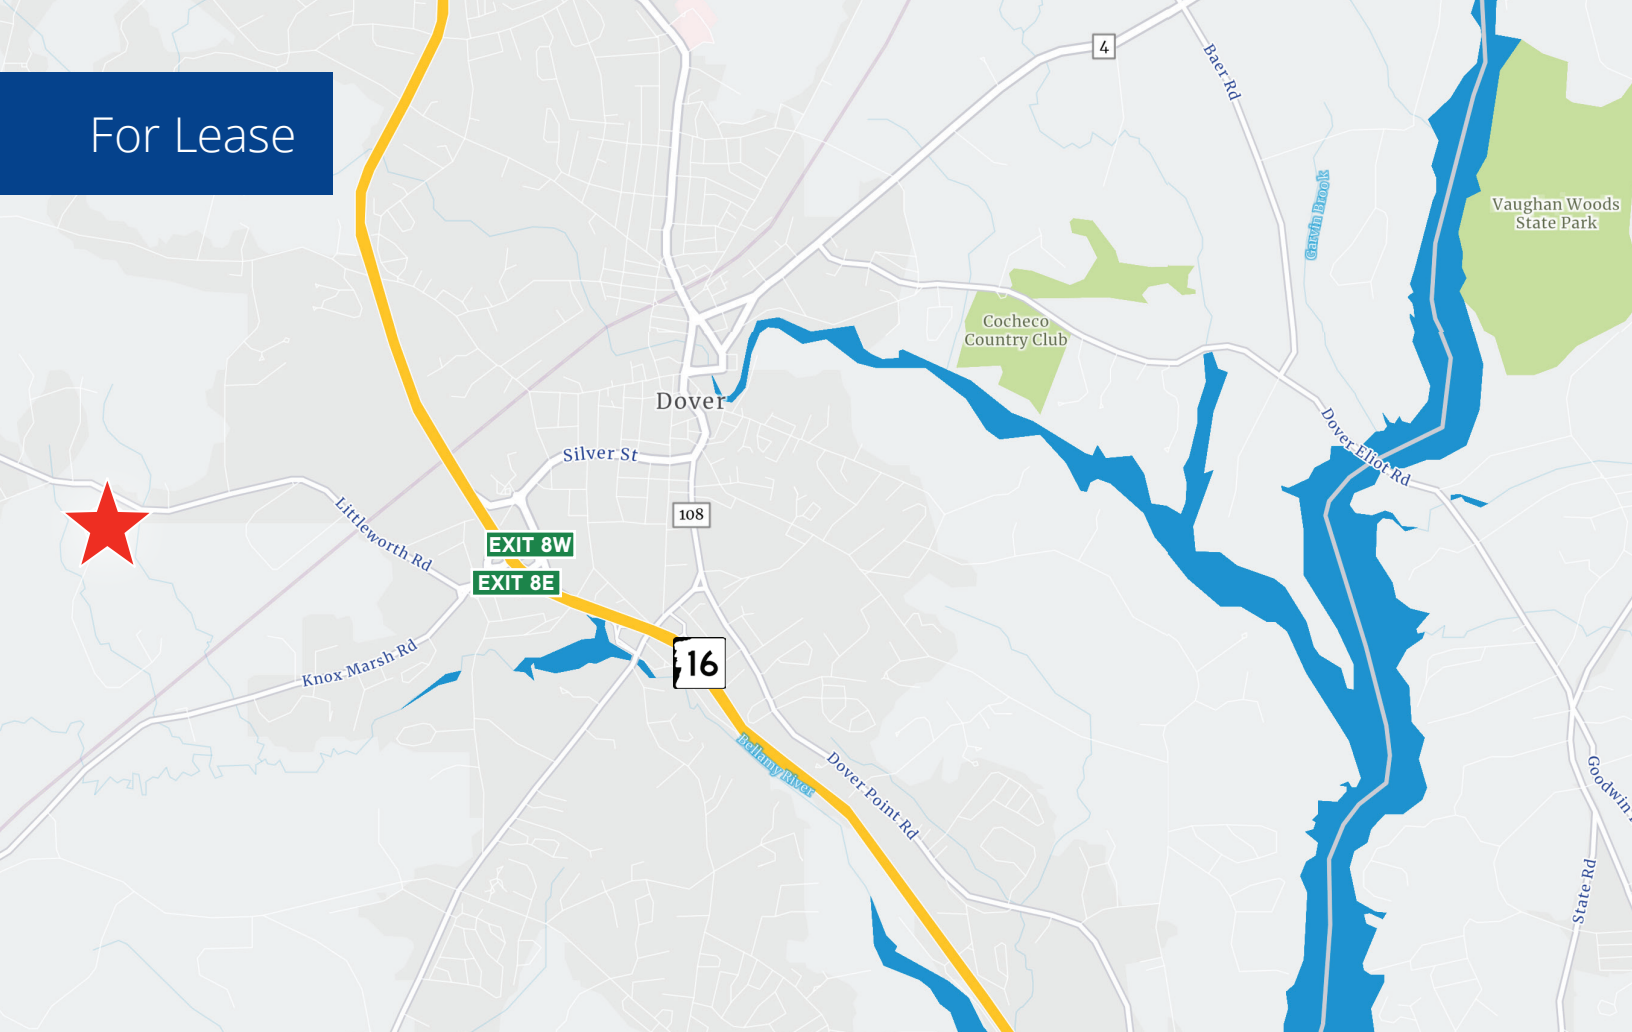 4
Baer Rd
For Lease
Garvin Brook
Vaughan Woods
State Park
Cocheco
Country Club
Dover
Dover Eliot Rd
Silver St
Littleworth Rd
108
EXIT 8W
EXIT 8E
Knox Marsh Rd
16
Bellamy River
Dover Point Rd
Goodwin
State Rd